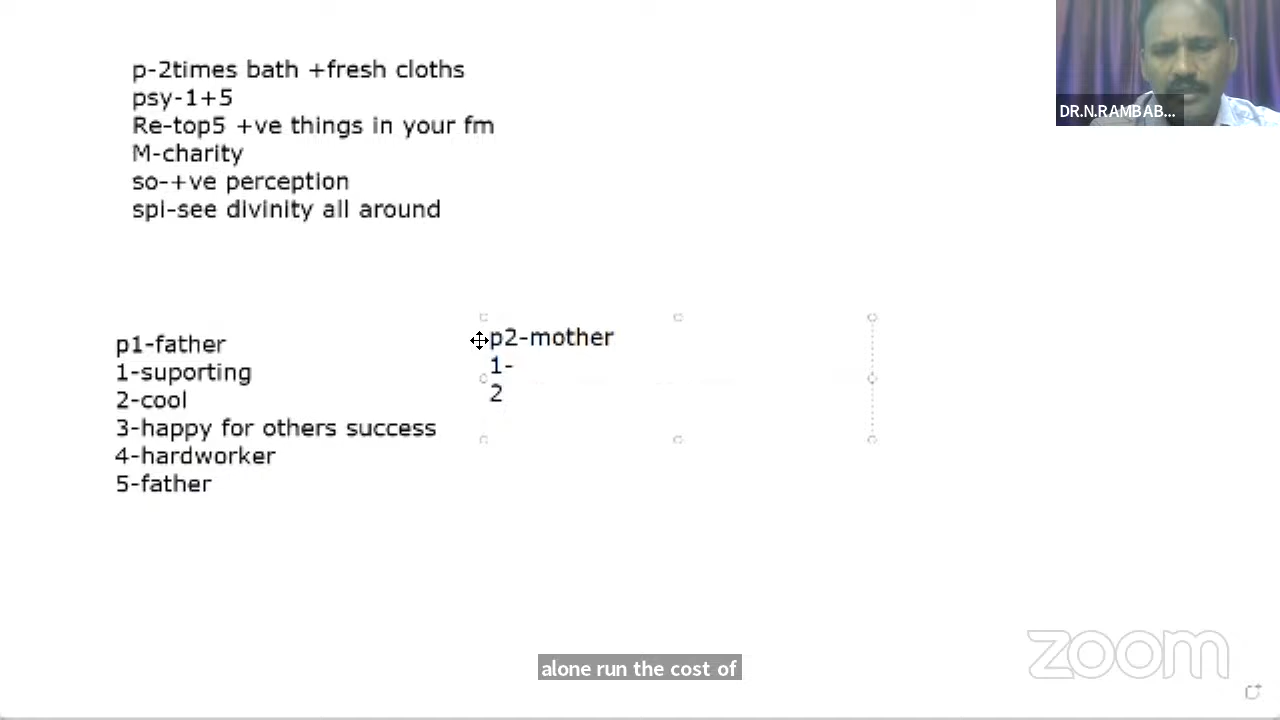 p-2times bath +fresh cloths
psy-1+5
Re-top5 +ve things in your fm
M-charity
so-+ve perception
spi-see divinity all around
DR.N.RAMBAB...
p1-father
1-suporting
2-cool
3-happy for others success
4-hardworker
5-father
p2-mother
1-
2
alone run the cost of
zoom